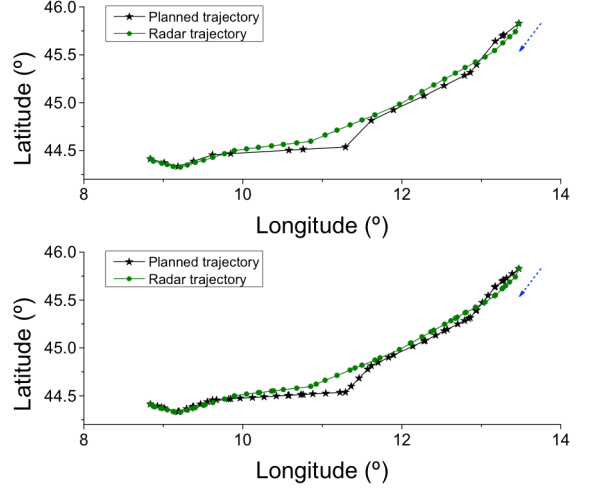 46.0
Planned trajectory
Radar trajectory
45.5
45.0
44.5
Latitude (º)
8 10 12 14
Longitude (º)
46.0
Planned trajectory
Radar trajectory
45.5
45.0
44.5
Latitude (º)
8 10 12 14
Longitude (º)